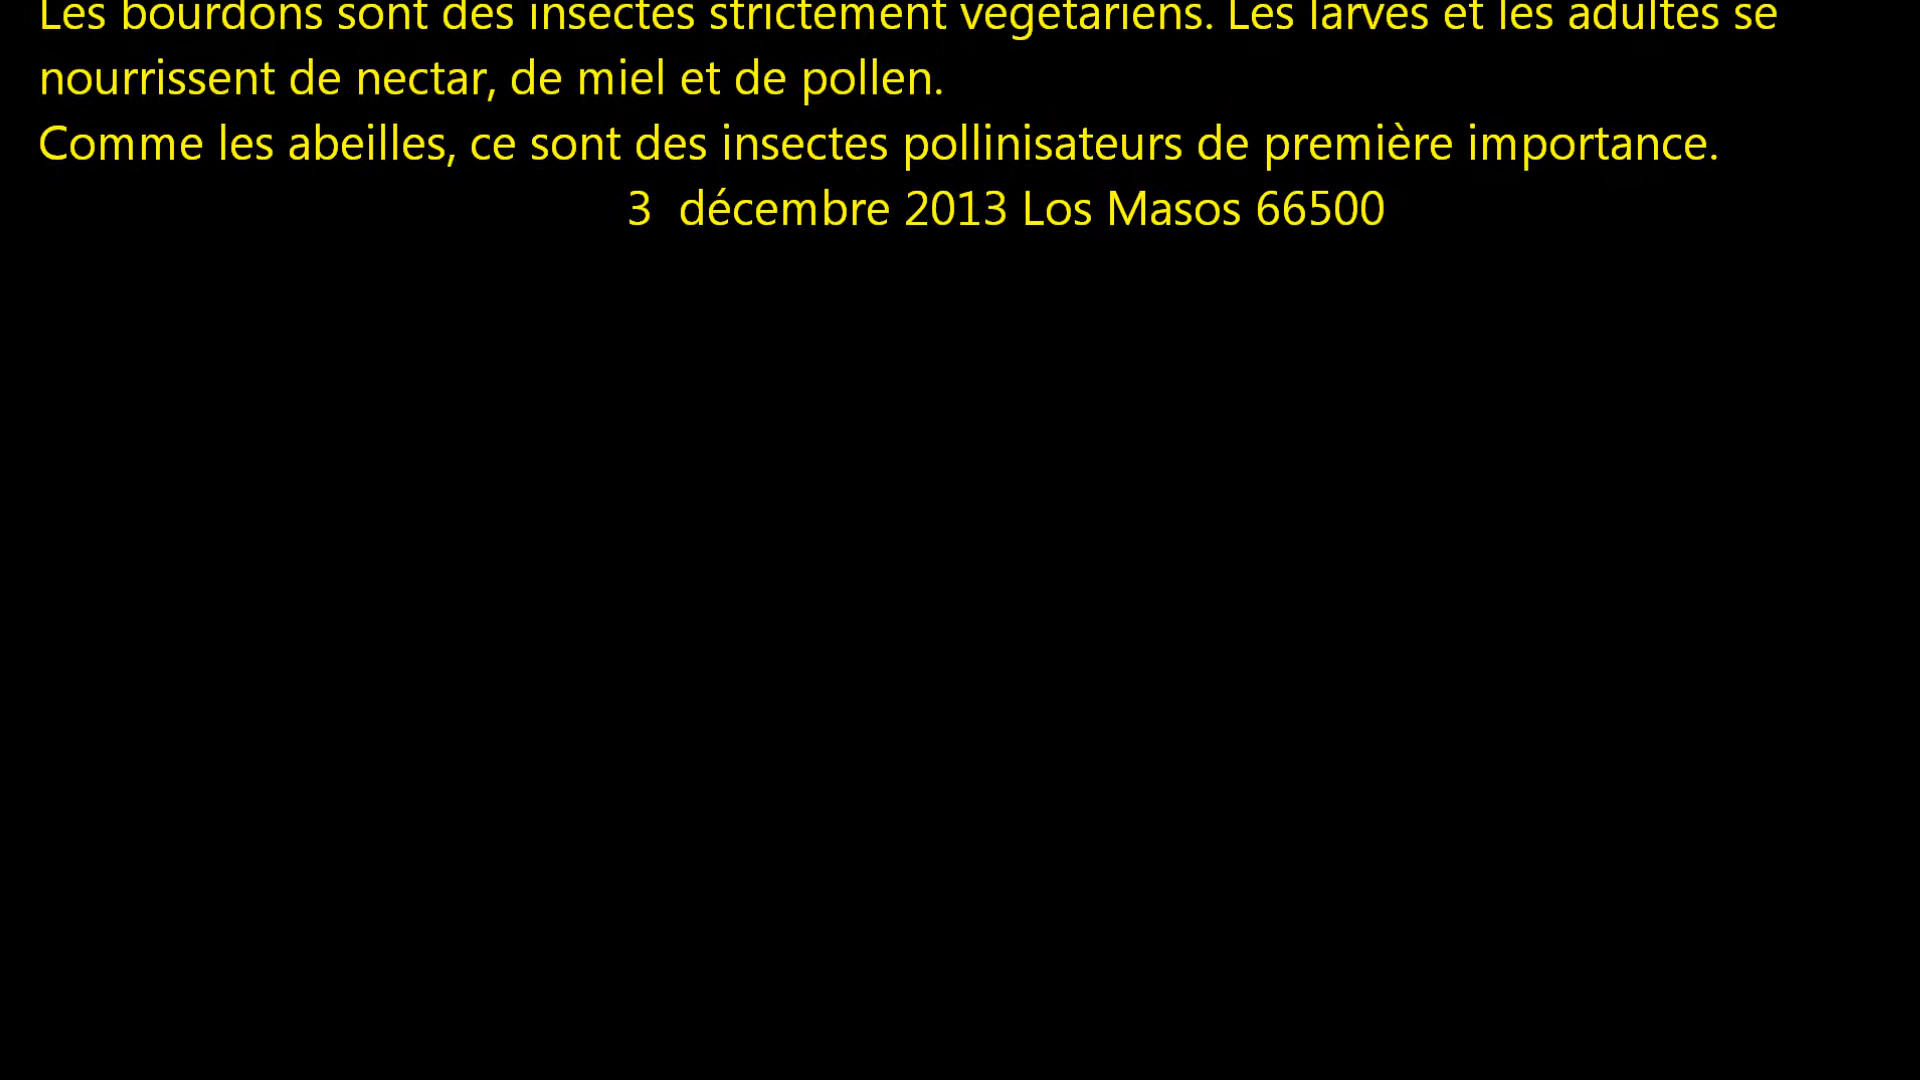 Les bourdons sont des insectes strictement végétariens. Les larves et les adultes se
nourrissent de nectar, de miel et de pollen.
Comme les abeilles, ce sont des insectes pollinisateurs de première importance.
3  décembre 2013 Los Masos 66500